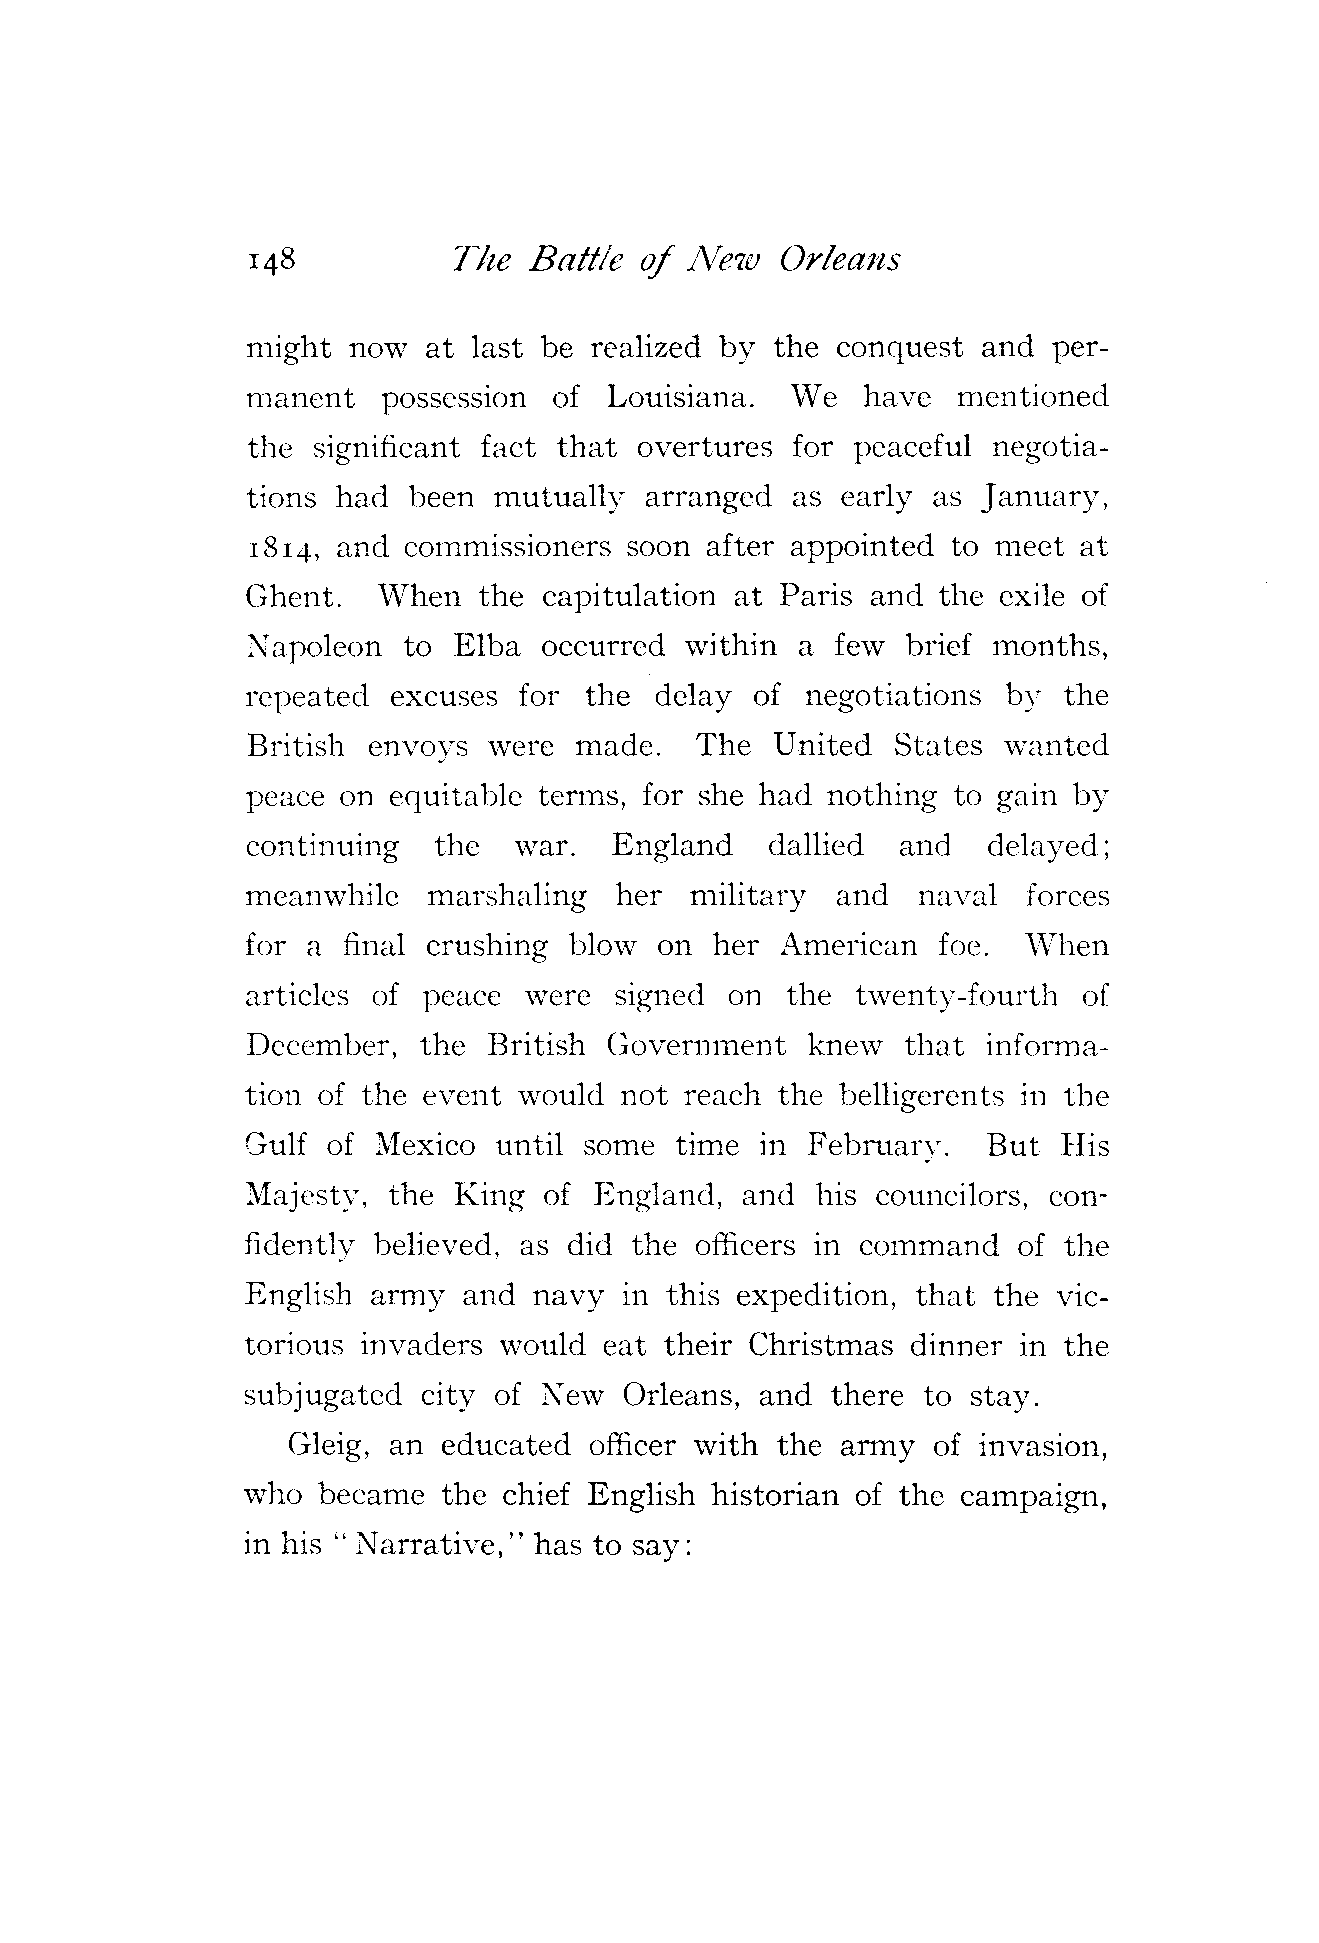 148 The Battle of New Orleans
might now at last be realized by the conquest and per-
manent possession of Louisiana. We have mentioned
the significant fact that overtures for peaceful negotia-
tions had been mutually arranged as early as January,
1814, and commissioners soon after appointed to meet at
Ghent. When the capitulation at Paris and the exile of
Napoleon to Elba occurred within a few brief months,
repeated excuses for the delay of negotiations by the
British envoys were made. The United States wanted
peace on equitable terms, for she had nothing to gain by
continuing the war. England dallied and delayed;
meanwhile marshaling her military and naval forces
for a final crushing blow on her American foe. When
articles of peace were signed on the twenty-fourth of
December, the British Government knew that informa-
tion of the event would not reach the belligerents in the
Gulf of Mexico until some time in February. But His
Majesty, the King of England, and his councilors, con-
fidently believed, as did the officers in command of the
English army and navy in this expedition, that the vic-
torious invaders would eat their Christmas dinner in the
subjugated city of New Orleans, and there to stay.
Gleig, an educated officer with the army of invasion,
who became the chief English historian of the campaign,
in his "Narrative," has to say: